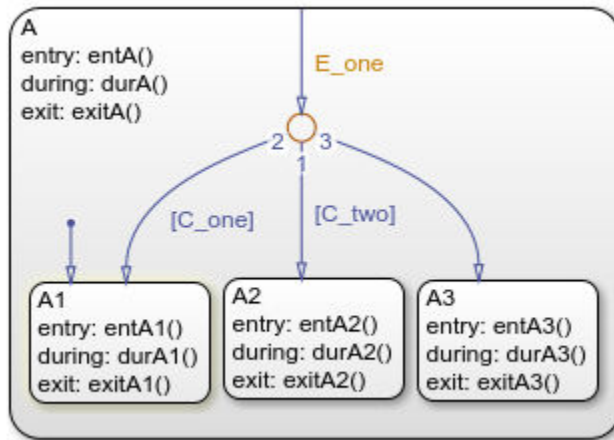 A
entry: entA()
during: durA()
exit: exitA()
E_one
2
1
3
[C_one]
[C_two]
A1
entry: entA1()
during: durA1()
exit: exitA1()
A2
entry: entA2()
during: durA2()
exit: exitA2()
A3
entry: entA3()
during: durA3()
exit: exitA3()